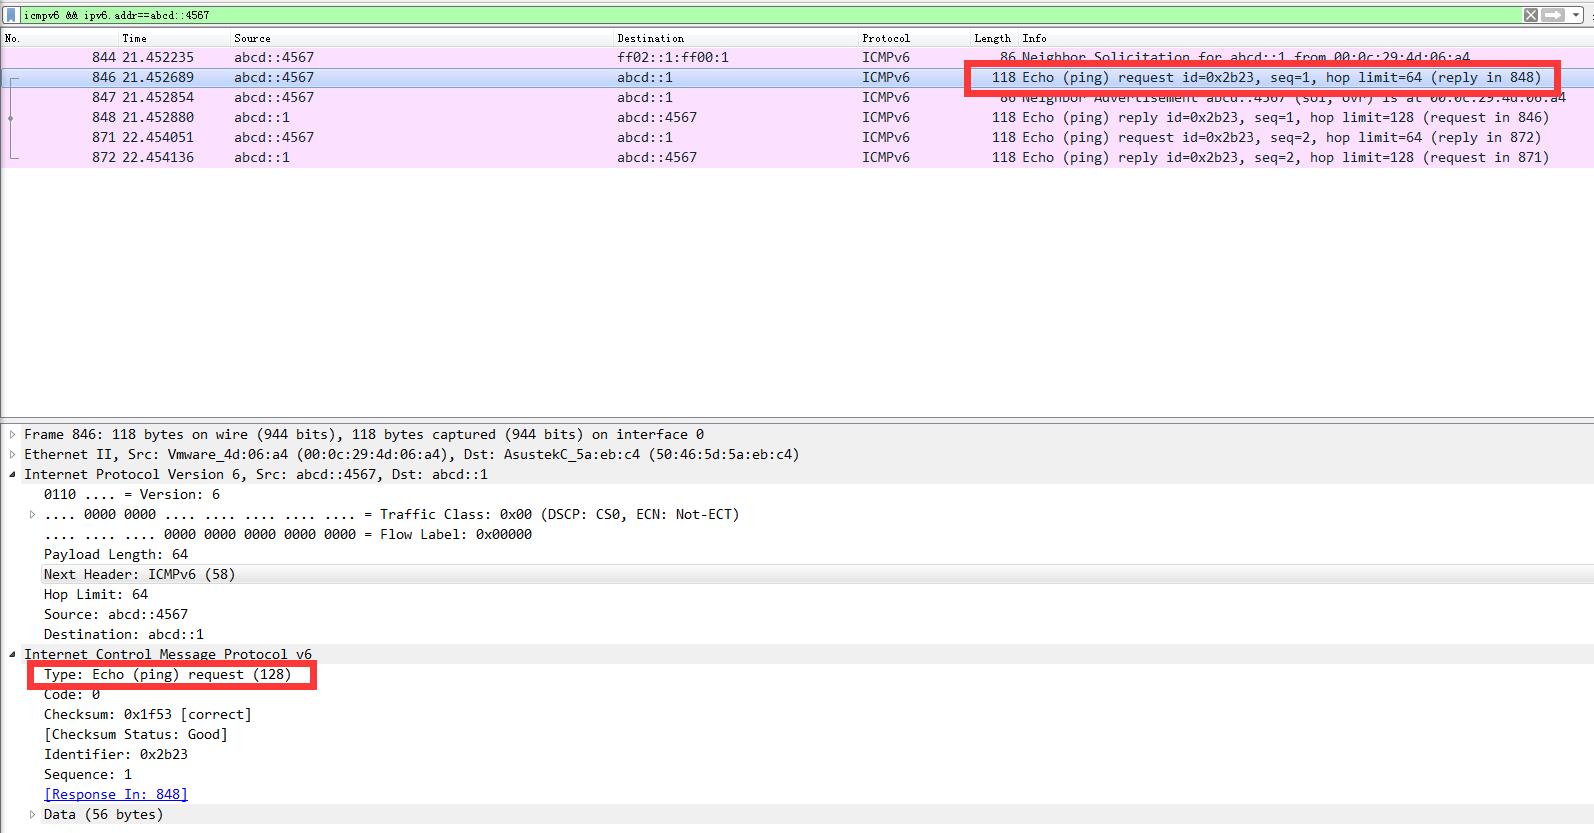 icmpv6 && ipv6.addr==abcd::4567
No. Time Source Destination Protocol Length Info
844 21.452235 abcd::4567 ff02::1:ff00:1 ICMPv6 86 Neighbor Solicitation for abcd::1 from 00:0c:29:4d:06:a4
846 21.452689 abcd::4567 abcd::1 ICMPv6 118 Echo (ping) request id=0x2b23, seq=1, hop limit=64 (reply in 848)
847 21.452854 abcd::4567 abcd::1 ICMPv6 86 Neighbor Advertisement abcd::4567 (sol, ovr) is at 00:0c:29:4d:06:a4
848 21.452880 abcd::1 abcd::4567 ICMPv6 118 Echo (ping) reply id=0x2b23, seq=1, hop limit=128 (request in 846)
871 22.454051 abcd::4567 abcd::1 ICMPv6 118 Echo (ping) request id=0x2b23, seq=2, hop limit=64 (reply in 872)
872 22.454136 abcd::1 abcd::4567 ICMPv6 118 Echo (ping) reply id=0x2b23, seq=2, hop limit=128 (request in 871)
Frame 846: 118 bytes on wire (944 bits), 118 bytes captured (944 bits) on interface 0
Ethernet II, Src: Vmware_4d:06:a4 (00:0c:29:4d:06:a4), Dst: AsustekC_5a:eb:c4 (50:46:5d:5a:eb:c4)
Internet Protocol Version 6, Src: abcd::4567, Dst: abcd::1
0110 .... = Version: 6
.... 0000 0000 .... .... .... .... .... = Traffic Class: 0x00 (DSCP: CS0, ECN: Not-ECT)
.... .... .... 0000 0000 0000 0000 0000 = Flow Label: 0x00000
Payload Length: 64
Next Header: ICMPv6 (58)
Hop Limit: 64
Source: abcd::4567
Destination: abcd::1
Internet Control Message Protocol v6
Type: Echo (ping) request (128)
Code: 0
Checksum: 0x1f53 [correct]
[Checksum Status: Good]
Identifier: 0x2b23
Sequence: 1
[Response In: 848]
Data (56 bytes)